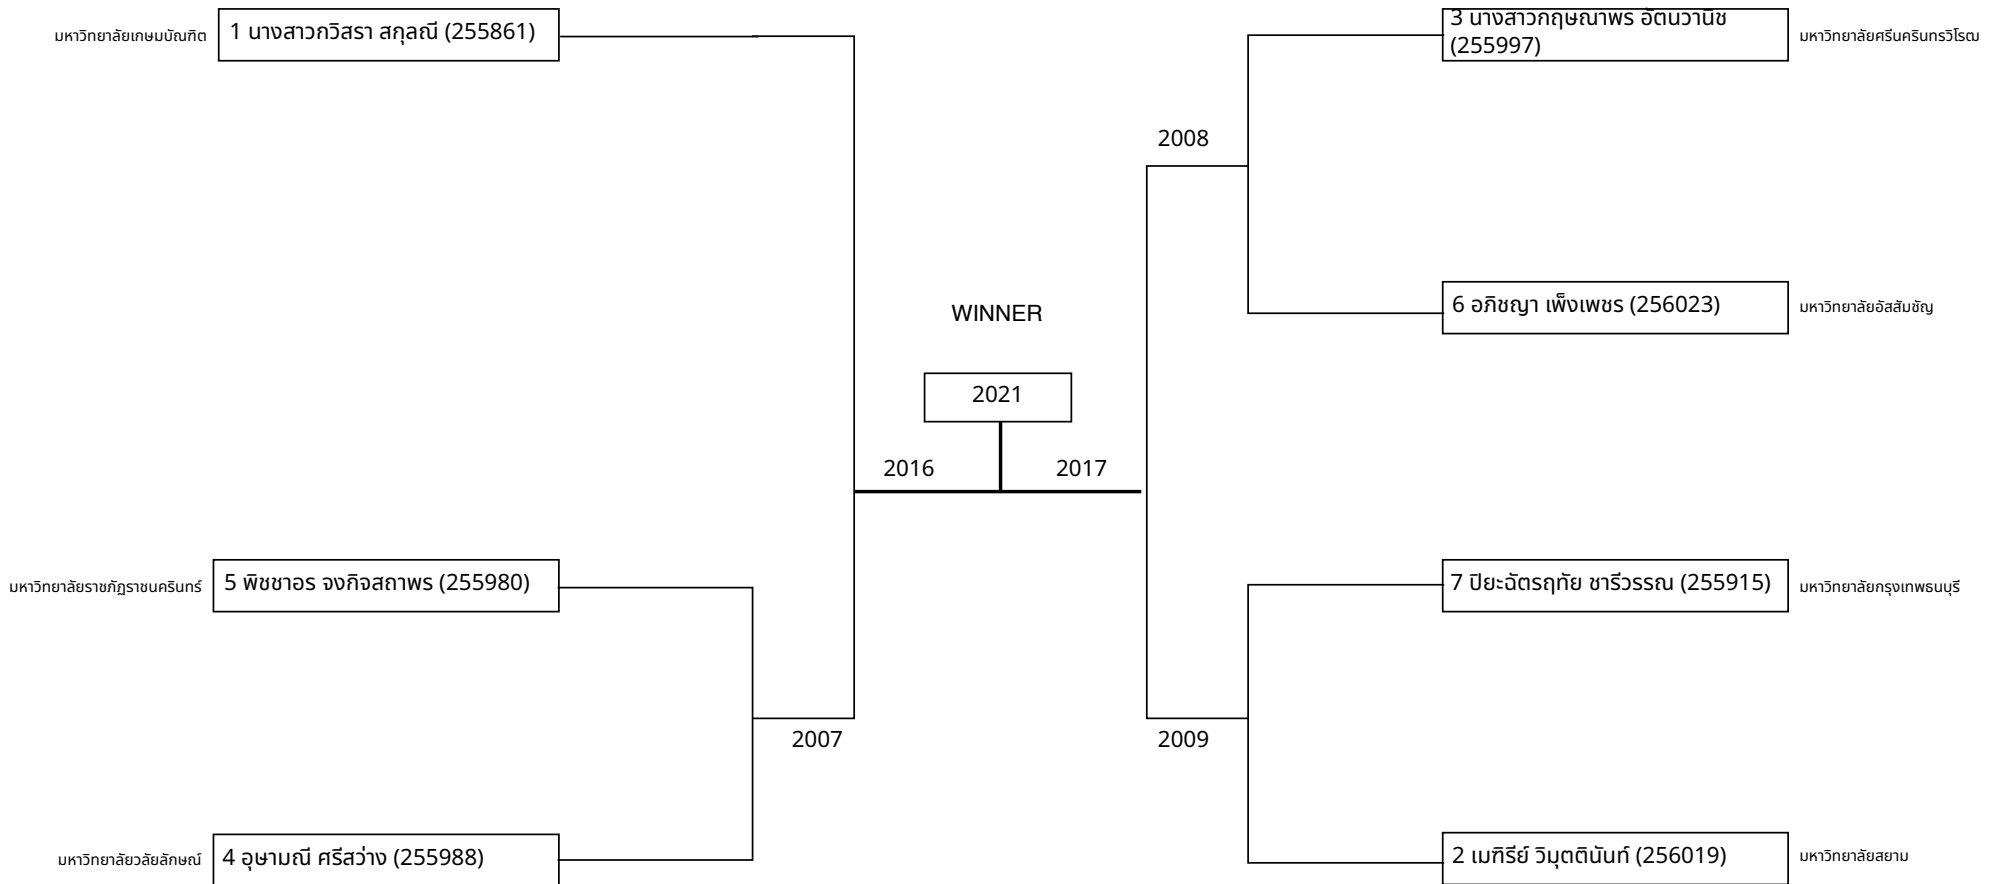 มหาวิทยาลัยเกษมบัณฑิต
1 นางสาวกวิสรา สกุลณี (255861)
3 นางสาวกฤษณาพร อัตนวานิช
(255997)
มหาวิทยาลัยศรีนครินทรวิโรฒ
2008
6 อภิชญา เพ็งเพชร (256023)
มหาวิทยาลัยอัสสัมชัญ
WINNER
2021
2016
2017
มหาวิทยาลัยราชภัฏราชนครินทร์
5 พิชชาอร จงกิจสถาพร (255980)
7 ปิยะฉัตรฤทัย ชารีวรรณ (255915)
มหาวิทยาลัยกรุงเทพธนบุรี
2007
2009
มหาวิทยาลัยวลัยลักษณ์
4 อุษามณี ศรีสว่าง (255988)
2 เมฑิรีย์ วิมุตตินันท์ (256019)
มหาวิทยาลัยสยาม